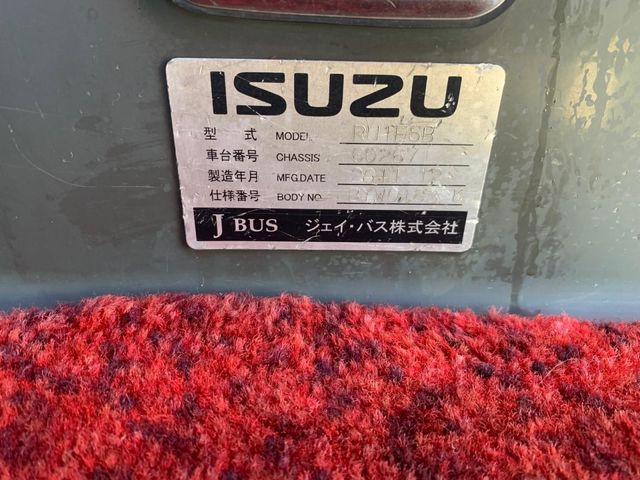 ISUZU
型式 MODEL RU1ESB
車台番号 CHASSIS
製造年月 MFG.DATE
仕様番号 BODY NO
J BUS ジェイ・バス株式会社